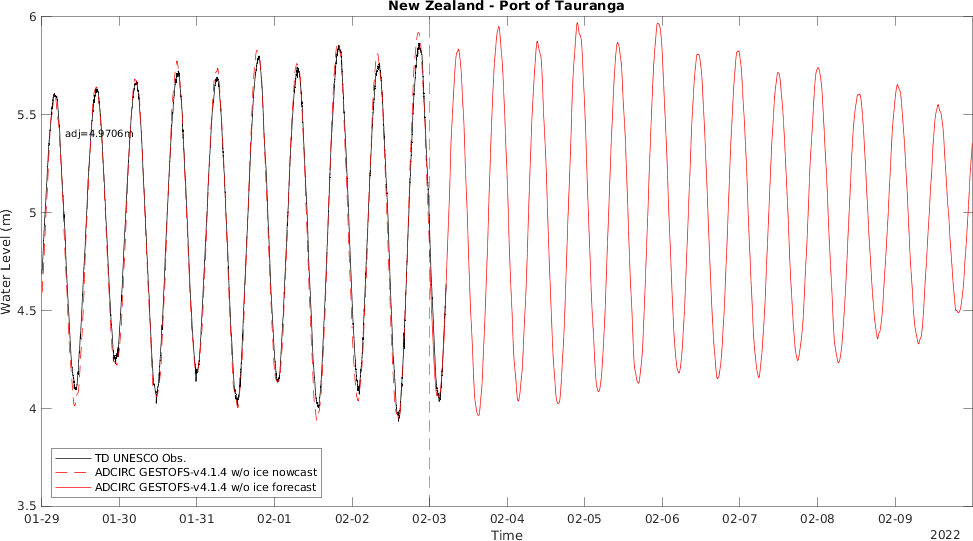 New Zealand - Port of Tauranga
6
5.5
5
4.5
4
3.5
Water Level (m)
adj=4.9706m
TD UNESCO Obs.
ADCIRC GESTOFS-v4.1.4 w/o ice nowcast
ADCIRC GESTOFS-v4.1.4 w/o ice forecast
01-29 01-30 01-31 02-01 02-02 02-03 02-04 02-05 02-06 02-07 02-08 02-09
Time
2022